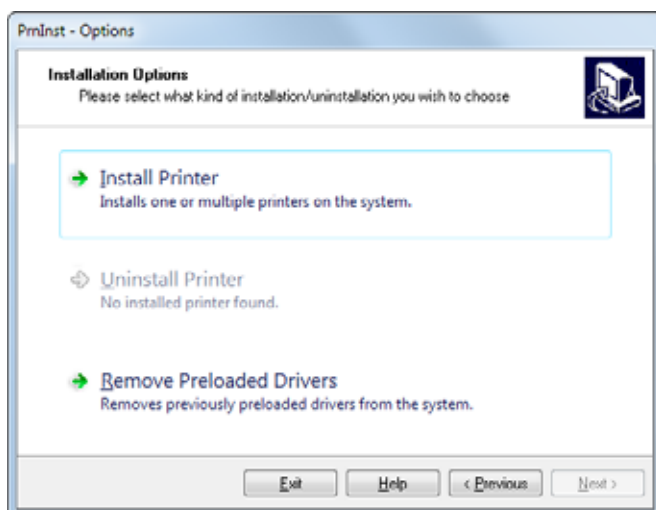 PrnInst - Options
Installation Options
Please select what kind of installation/uninstallation you wish to choose
Install Printer
Installs one or multiple printers on the system.
Uninstall Printer
No installed printer found.
Remove Preloaded Drivers
Removes previously preloaded drivers from the system.
Exit
Help
< Previous
Next >